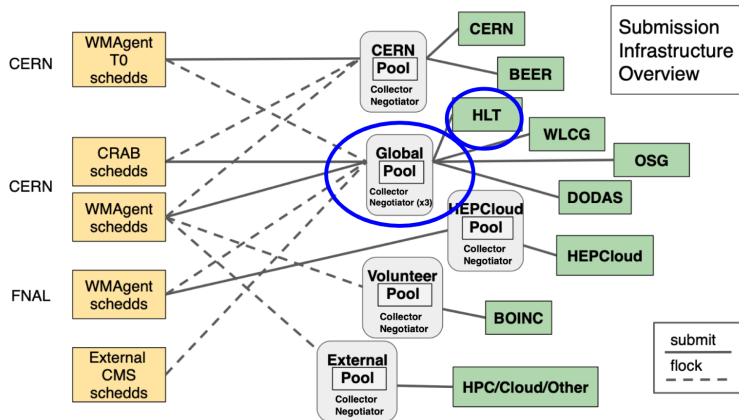 Submission
Infrastructure
Overview
CERN
WMAgent
T0
schedds
CERN
Pool
Collector
Negotiator
CERN
BEER
CERN
CRAB
schedds
WMAgent
schedds
Global
Pool
Collector
Negotiator (x3)
HLT
WLCG
OSG
DODAS
HEPCloud
Pool
Collector
Negotiator
HEPCloud
FNAL
WMAgent
schedds
Volunteer
Pool
Collector
Negotiator
BOINC
External
CMS
schedds
External
Pool
Collector
Negotiator
HPC/Cloud/Other
submit
flock